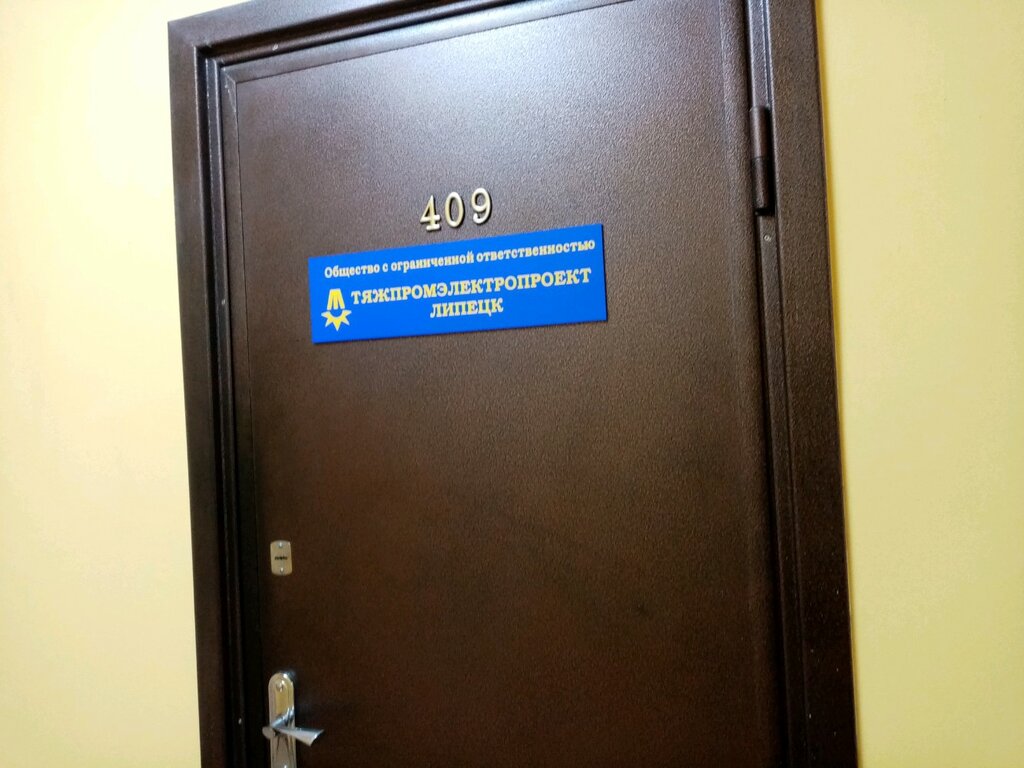 409
Общество с ограниченной ответственностью
ТЯЖПРОМЭЛЕКТРОПРОЕКТ
ЛИПЕЦК